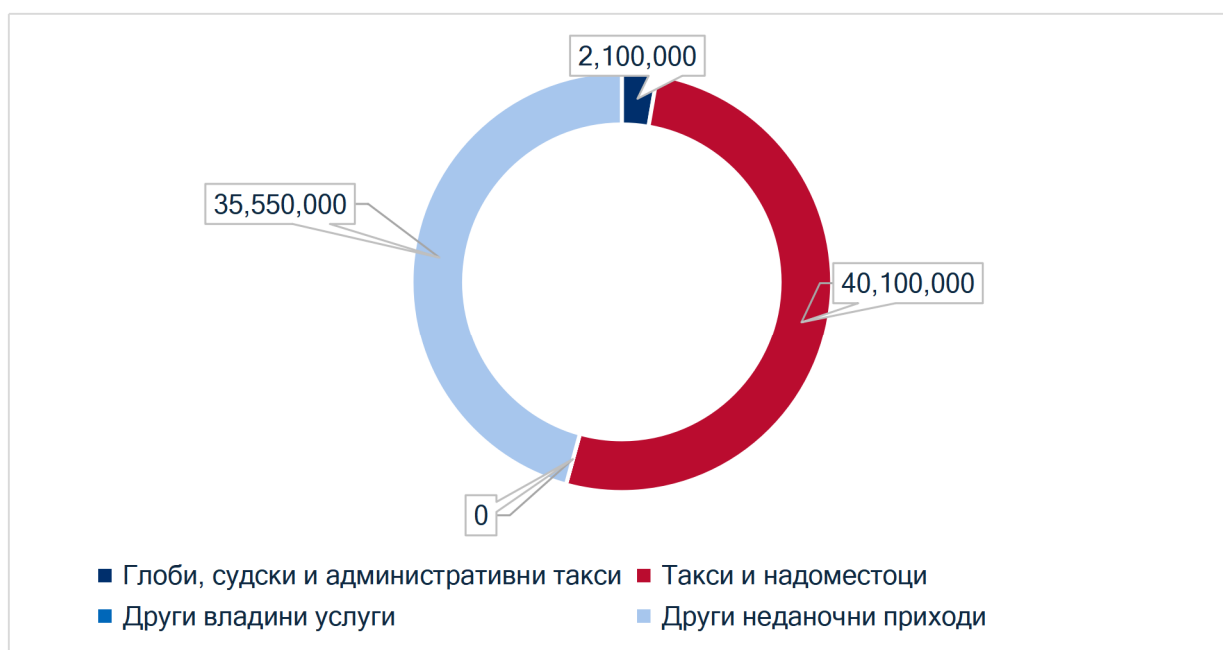 2,100,000
35,550,000
40,100,000
0
Глоби, судски и административни такси
Такси и надоместоци
Други владини услуги
Други неданочни приходи